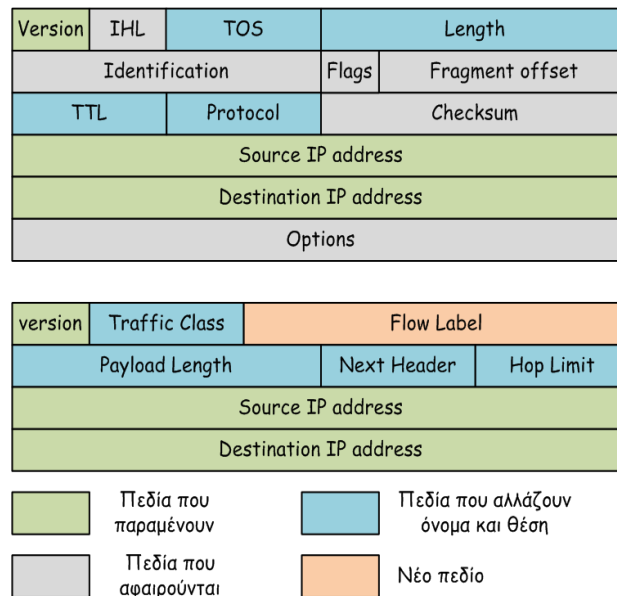 Version IHL TOS Length
Identification Flags Fragment offset
TTL Protocol Checksum
Source IP address
Destination IP address
Options
version Traffic Class Flow Label
Payload Length Next Header Hop Limit
Source IP address
Destination IP address
Πεδία που
παραμένουν
Πεδία που αλλάζουν
όνομα και θέση
Πεδία που
αφαιρούνται
Νέο πεδίο